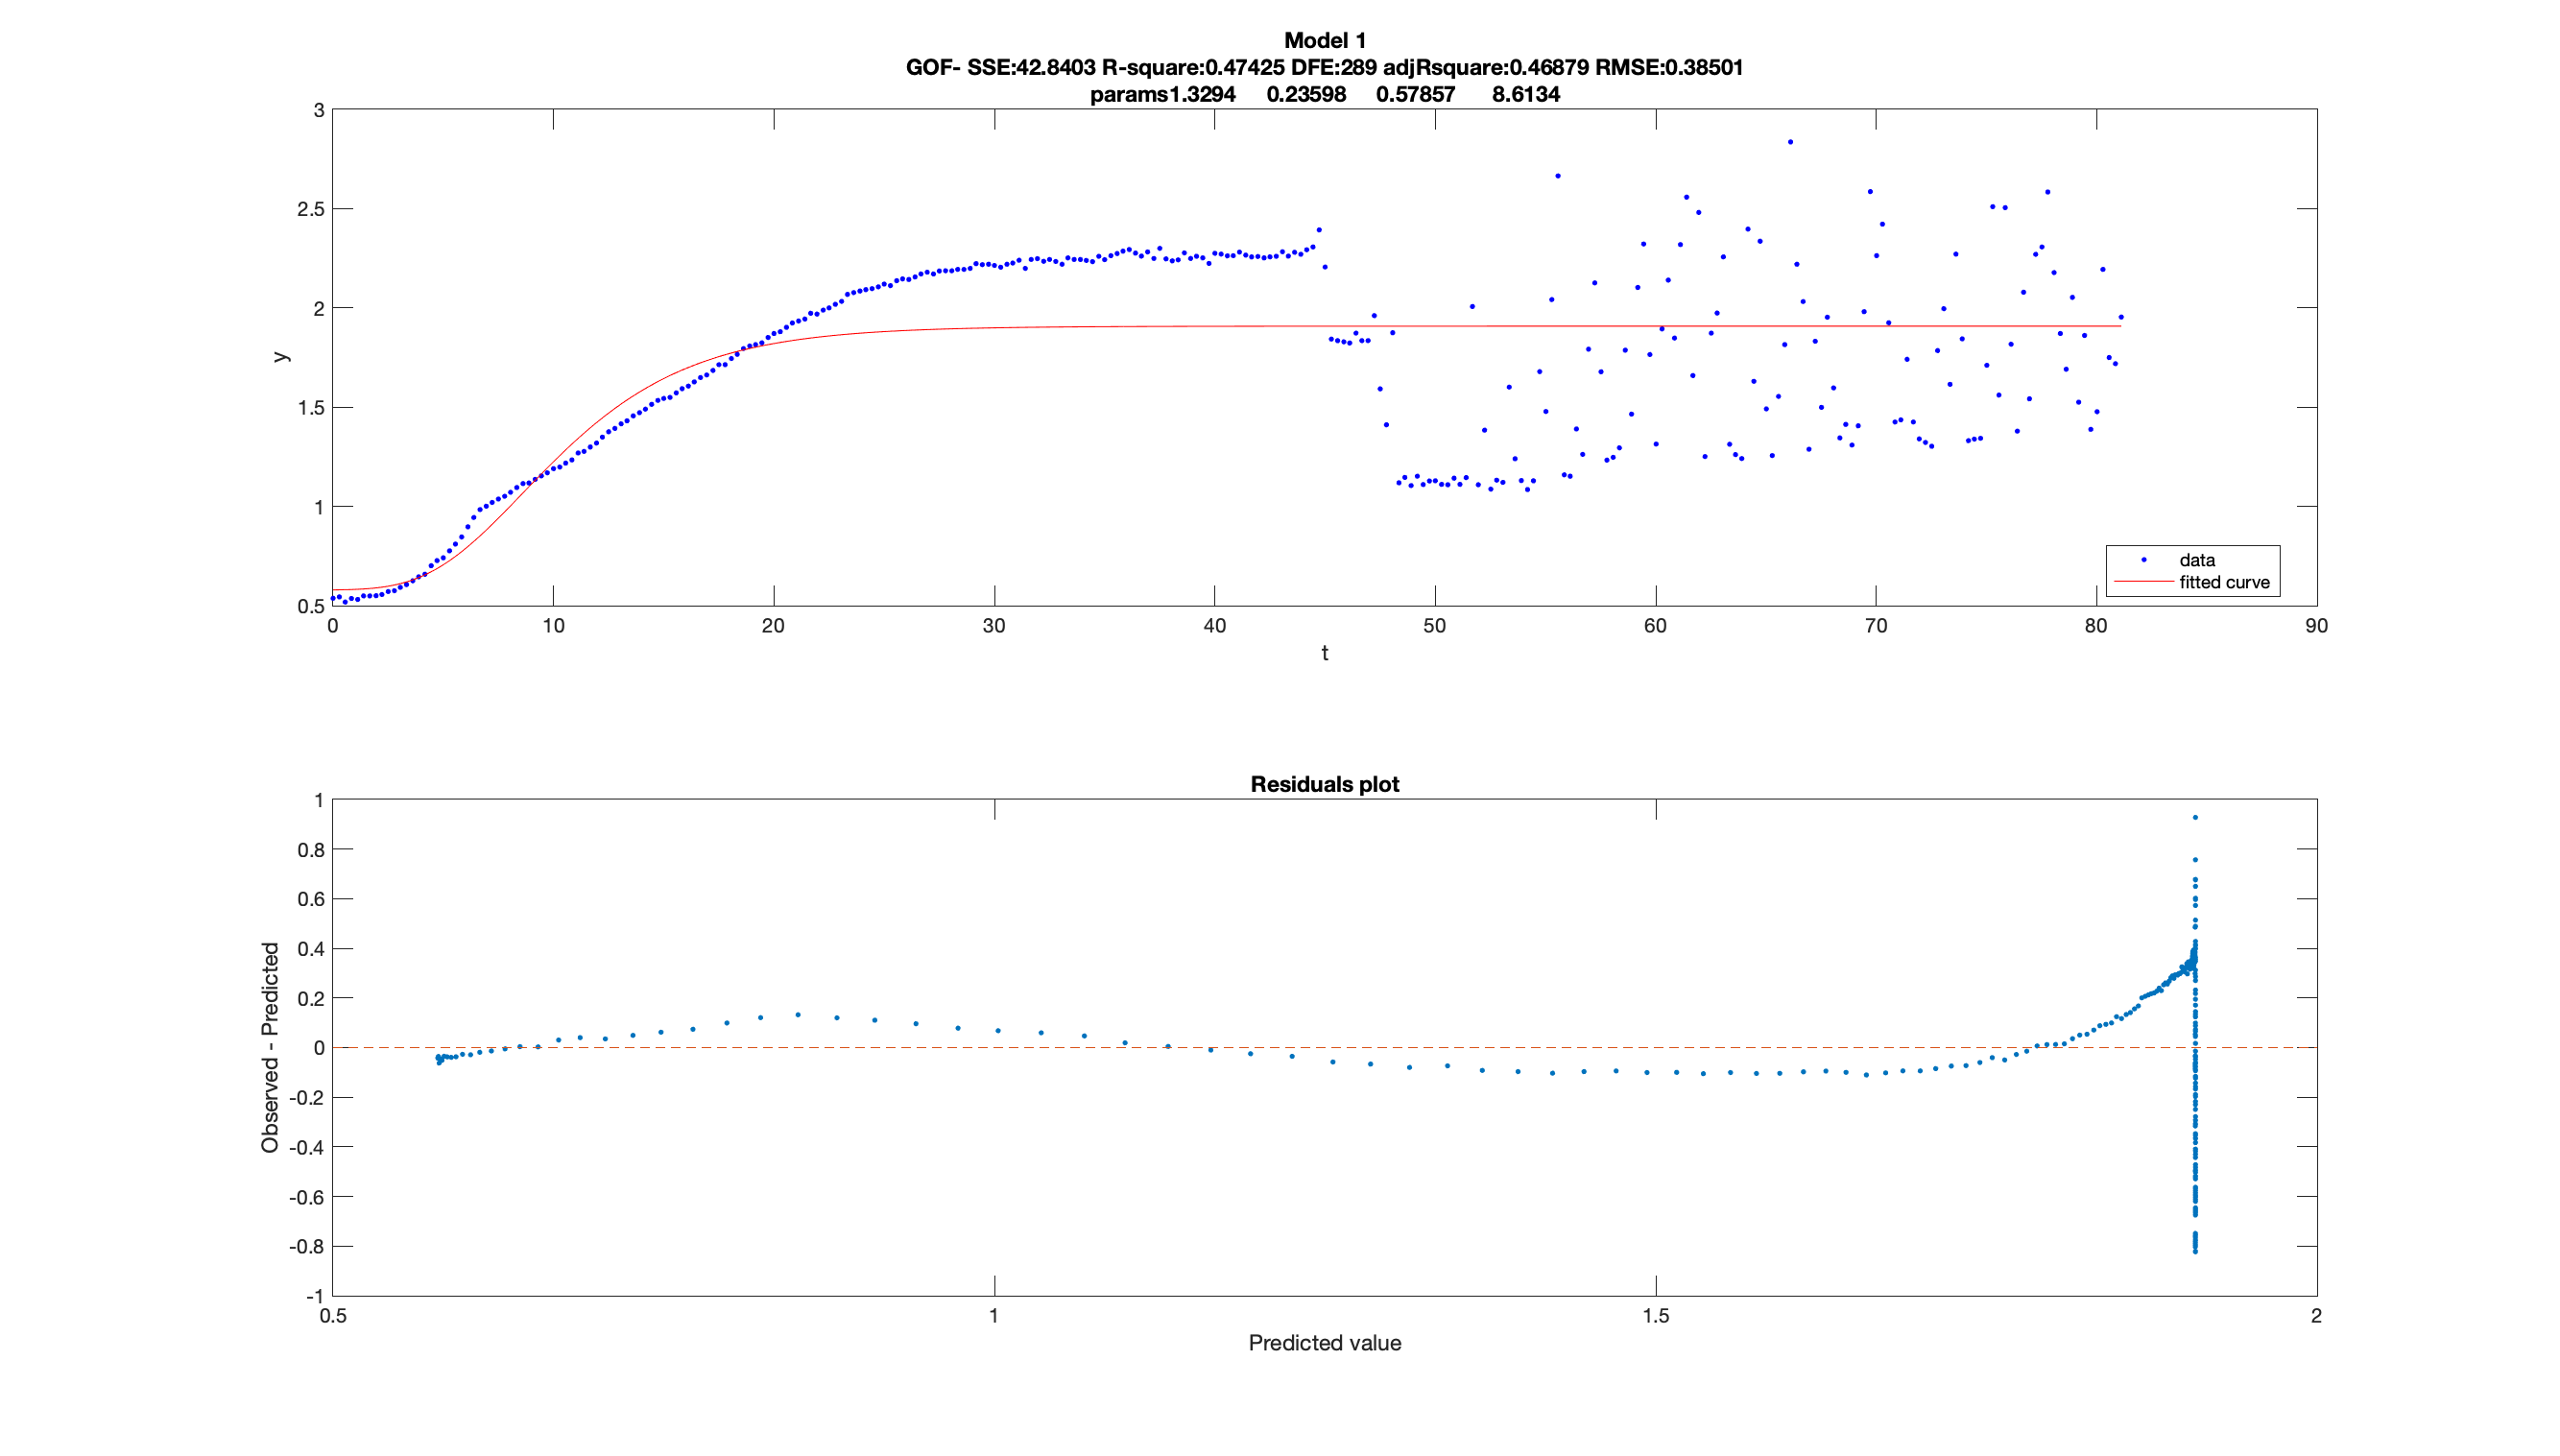 Model 1
GOF- SSE:42.8403 R-square:0.47425 DFE:289 adjRsquare:0.46879 RMSE:0.38501
params1.3294 0.23598 0.57857 8.6134
3
2.5
2
1.5
1
0.5
y
0 10 20 30 40 50 60 70 80 90
t
data
fitted curve
Residuals plot
1
0.8
0.6
0.4
0.2
0
-0.2
-0.4
-0.6
-0.8
-1
Observed - Predicted
0.5 1 1.5 2
Predicted value